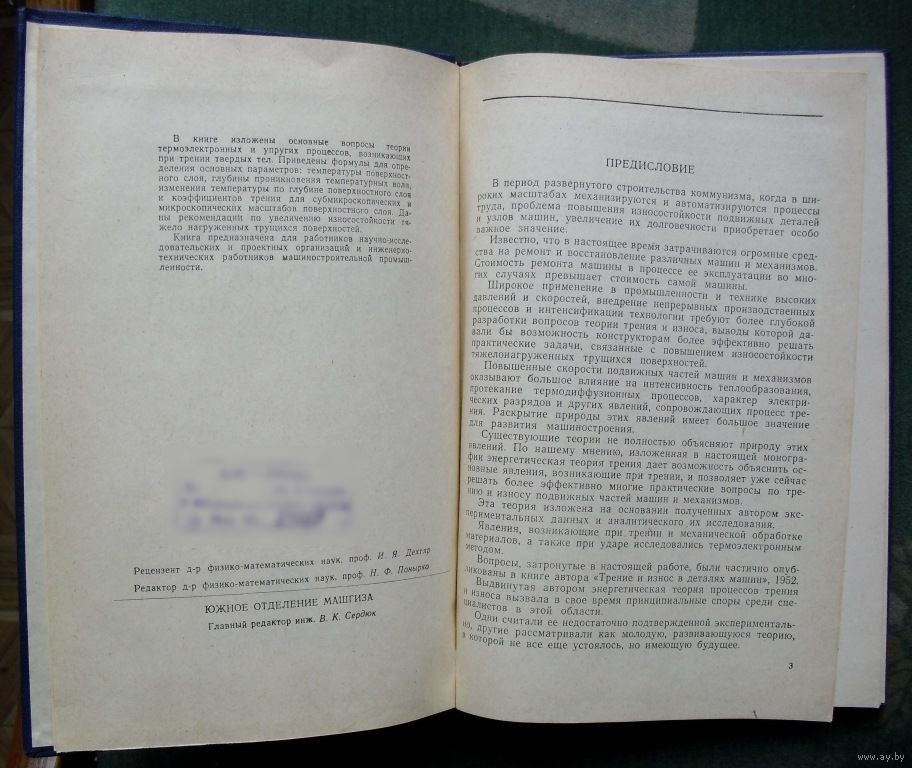 В книге изложены основные вопросы теории
термоэлектронных и упругих процессов, возникающих
при трении твердых тел. Приведены формулы для опре-
деления основных параметров: температуры поверхност-
ного слоя, глубины проникновения температурных волн,
изменения температуры по глубине поверхностного слоя
и коэффициентов трения для субмикроскопических и
микроскопических масштабов поверхностного слоя. Да-
ны рекомендации по увеличению износостойкости тя-
жело нагруженных трущихся поверхностей.
Книга предназначена для работников научно-иссле-
довательских и проектных организаций и инженерно-
технических работников машиностроительной промыш-
ленности.
Рецензент д-р физико-математических наук, проф. И. Я. Дехтяр
Редактор д-р физико-математических наук, проф. Н. Ф. Понырко
ЮЖНОЕ ОТДЕЛЕНИЕ МАШГИЗА
Главный редактор инж. В. К. Сердюк
ПРЕДИСЛОВИЕ
В период развернутого строительства коммунизма, когда в ши-
роких масштабах механизируются и автоматизируются процессы
труда, проблема повышения износостойкости подвижных деталей
и узлов машин, увеличение их долговечности приобретает особо
важное значение.
Известно, что в настоящее время затрачиваются огромные сред-
ства на ремонт и восстановление различных машин и механизмов.
Стоимость ремонта машины в процессе ее эксплуатации во мно-
гих случаях превышает стоимость самой машины.
Широкое применение в промышленности и технике высоких
давлений и скоростей, внедрение непрерывных производственных
процессов и интенсификации технологии требуют более глубокой
разработки вопросов теории трения и износа, выводы которой да-
вали бы возможность конструкторам более эффективно решать
практические задачи, связанные с повышением износостойкости
тяжелонагруженных трущихся поверхностей.
Повышенные скорости подвижных частей машин и механизмов
оказывают большое влияние на интенсивность теплообразования,
протекание термодиффузионных процессов, характер электри-
ческих разрядов и других явлений, сопровождающих процесс тре-
ния. Раскрытие природы этих явлений имеет большое значение
для развития машиностроения.
Существующие теории не полностью объясняют природу этих
явлений. По нашему мнению, изложенная в настоящей моногра-
фии энергетическая теория трения дает возможность объяснить ос-
новные явления, возникающие при трении, и позволяет уже сейчас
решать более эффективно многие практические вопросы по тре-
нию и износу подвижных частей машин и механизмов.
Эта теория изложена на основании полученных автором экс-
периментальных данных и аналитического их исследования.
Явления, возникающие при трении и механической обработке
материалов, а также при ударе исследовались термоэлектронным
методом.
Вопросы, затронутые в настоящей работе, были частично опуб-
ликованы в книге автора «Трение и износ в деталях машин», 1952.
Выдвинутая автором энергетическая теория процессов трения
и износа вызвала в свое время принципиальные споры среди спе-
циалистов в этой области.
Одни считали ее недостаточно подтвержденной эксперименталь-
но, другие рассматривали как молодую, развивающуюся теорию,
в которой не все еще устоялось, но имеющую будущее.
3
www.ay.by